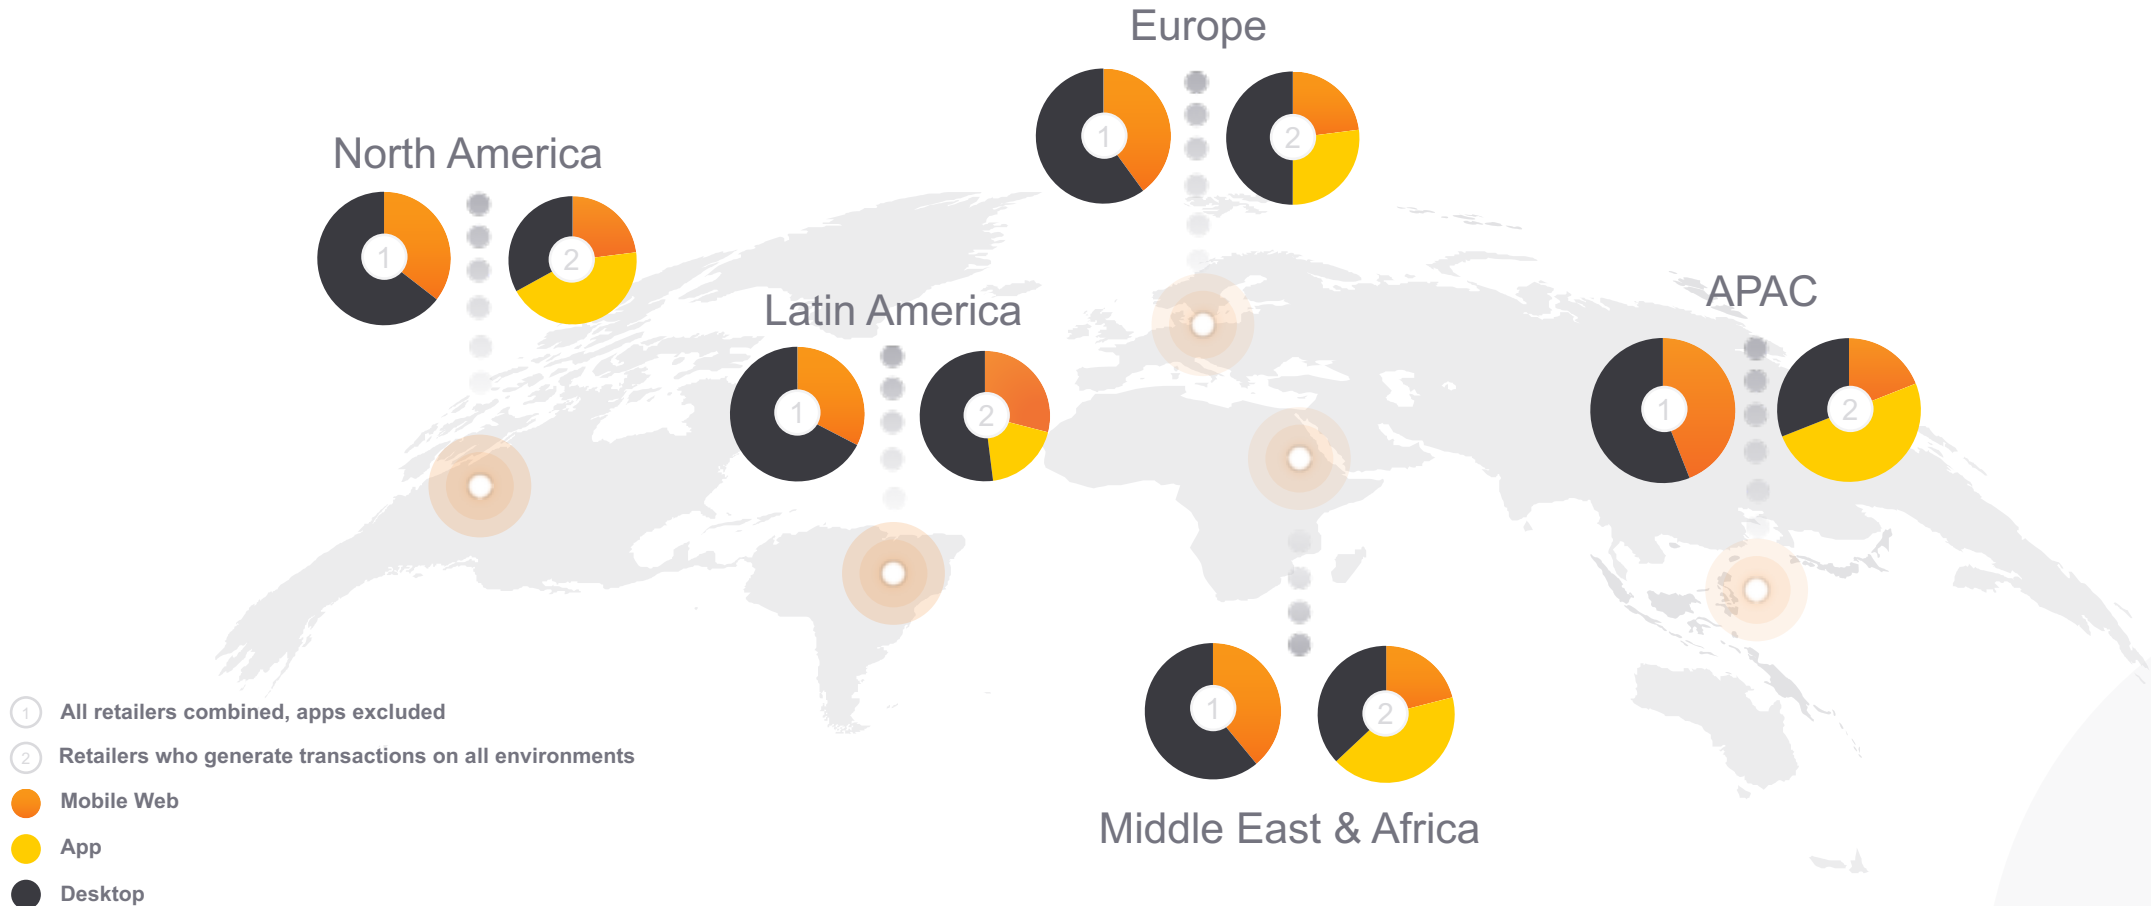 Europe
1
2
North America
1
2
Latin America
1
2
APAC
1
2
1
2
Middle East & Africa
1 All retailers combined, apps excluded
2 Retailers who generate transactions on all environments
Mobile Web
App
Desktop